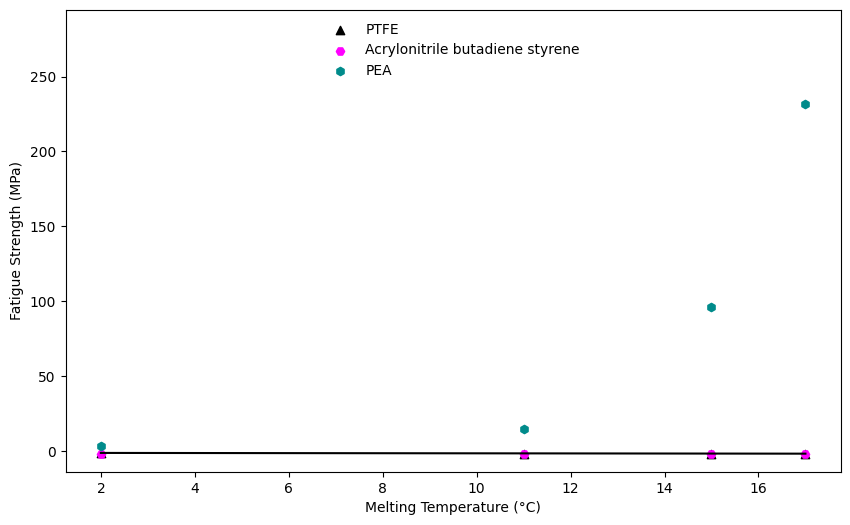 PTFE
Acrylonitrile butadiene styrene
PEA
250
200
150
100
50
0
Fatigue Strength (MPa)
2 4 6 8 10 12 14 16
Melting Temperature (°C)